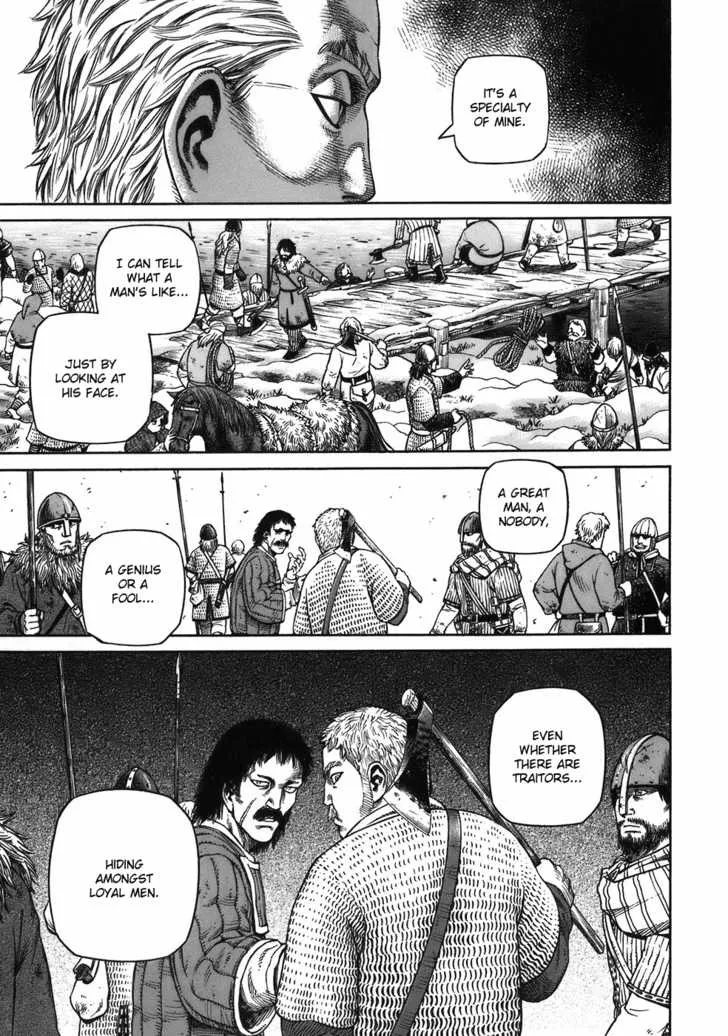 IT'S A
SPECIALTY
OF MINE.
I CAN TELL
WHAT A
MAN'S LIKE...
JUST BY
LOOKING AT
HIS FACE.
A GREAT
MAN, A
NOBODY,
A GENIUS
OR A
FOOL...
EVEN
WHETHER
THERE ARE
TRAITORS...
HIDING
AMONGST
LOYAL MEN.